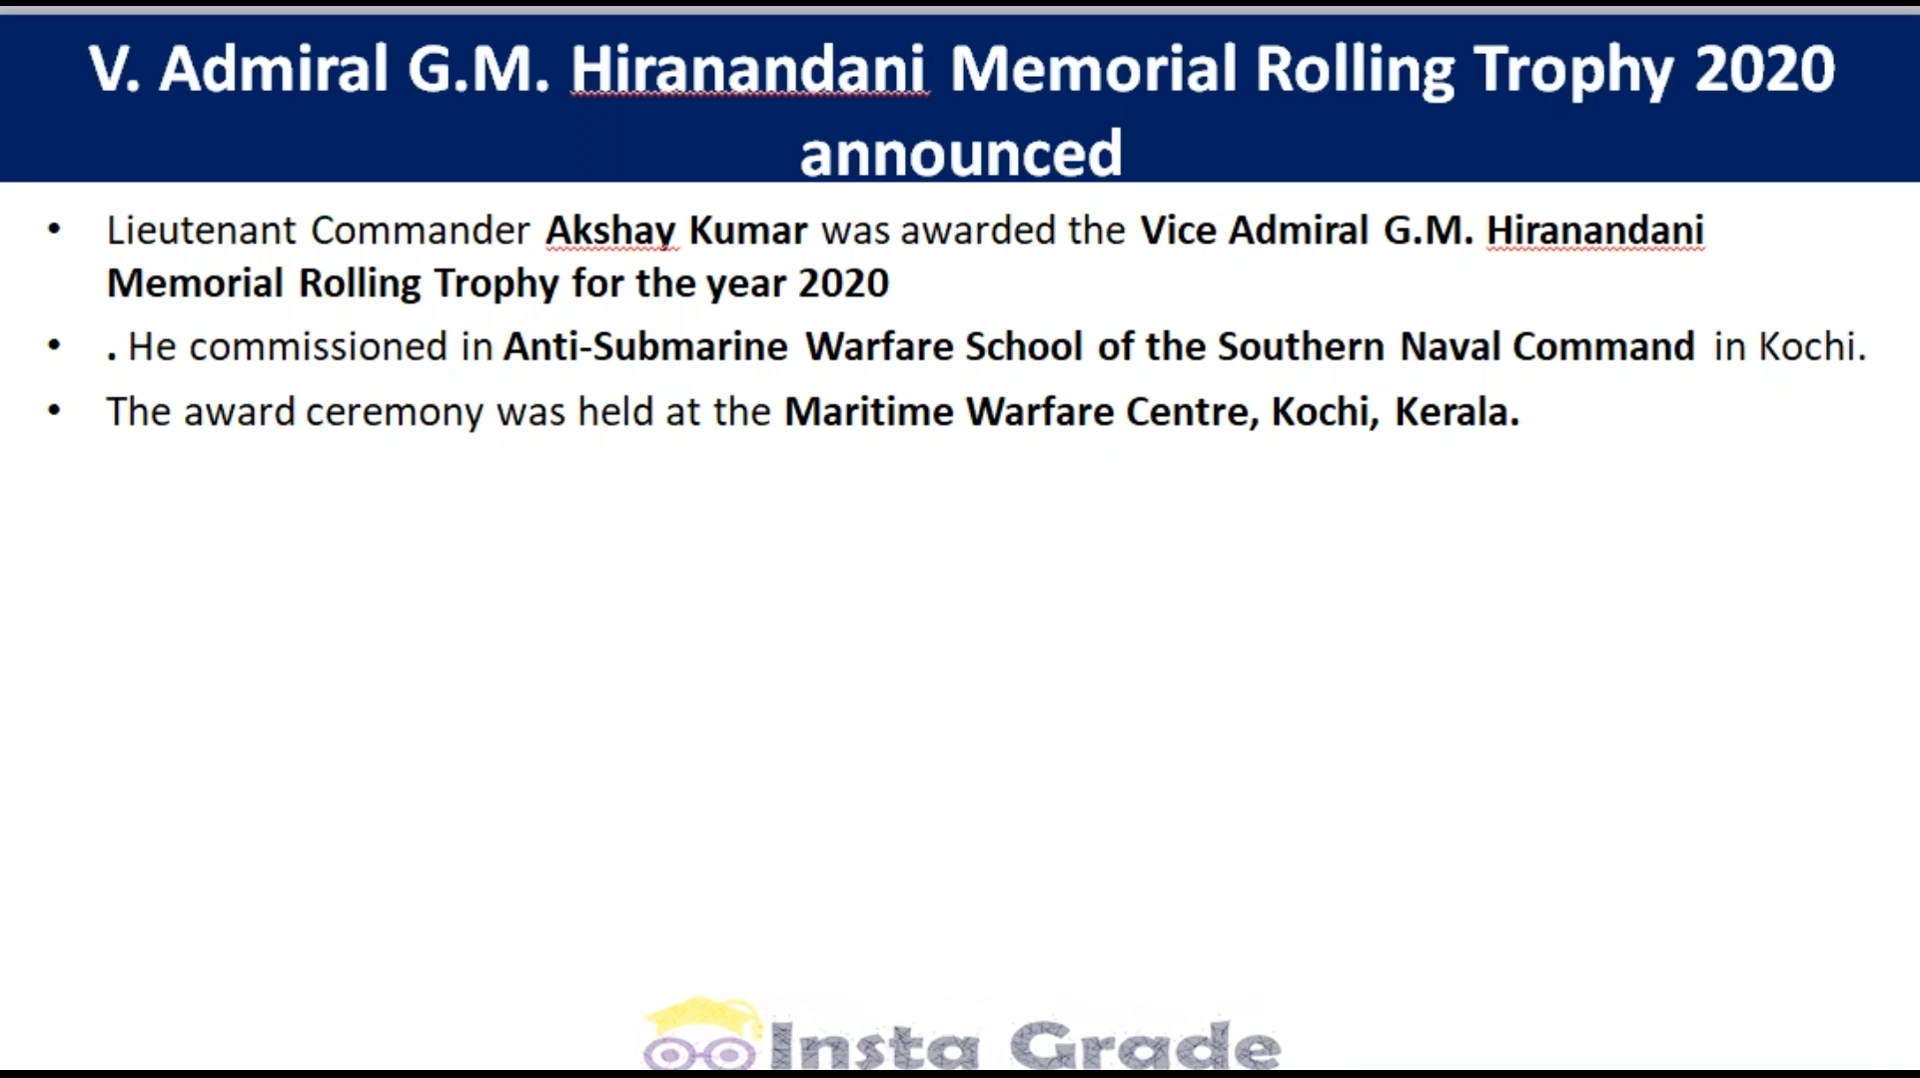 V. Admiral G.M. Hiranandani Memorial Rolling Trophy 2020
announced
• Lieutenant Commander Akshay Kumar was awarded the Vice Admiral G.M. Hiranandani
Memorial Rolling Trophy for the year 2020
• . He commissioned in Anti-Submarine Warfare School of the Southern Naval Command in Kochi.
• The award ceremony was held at the Maritime Warfare Centre, Kochi, Kerala.
Insta Grade